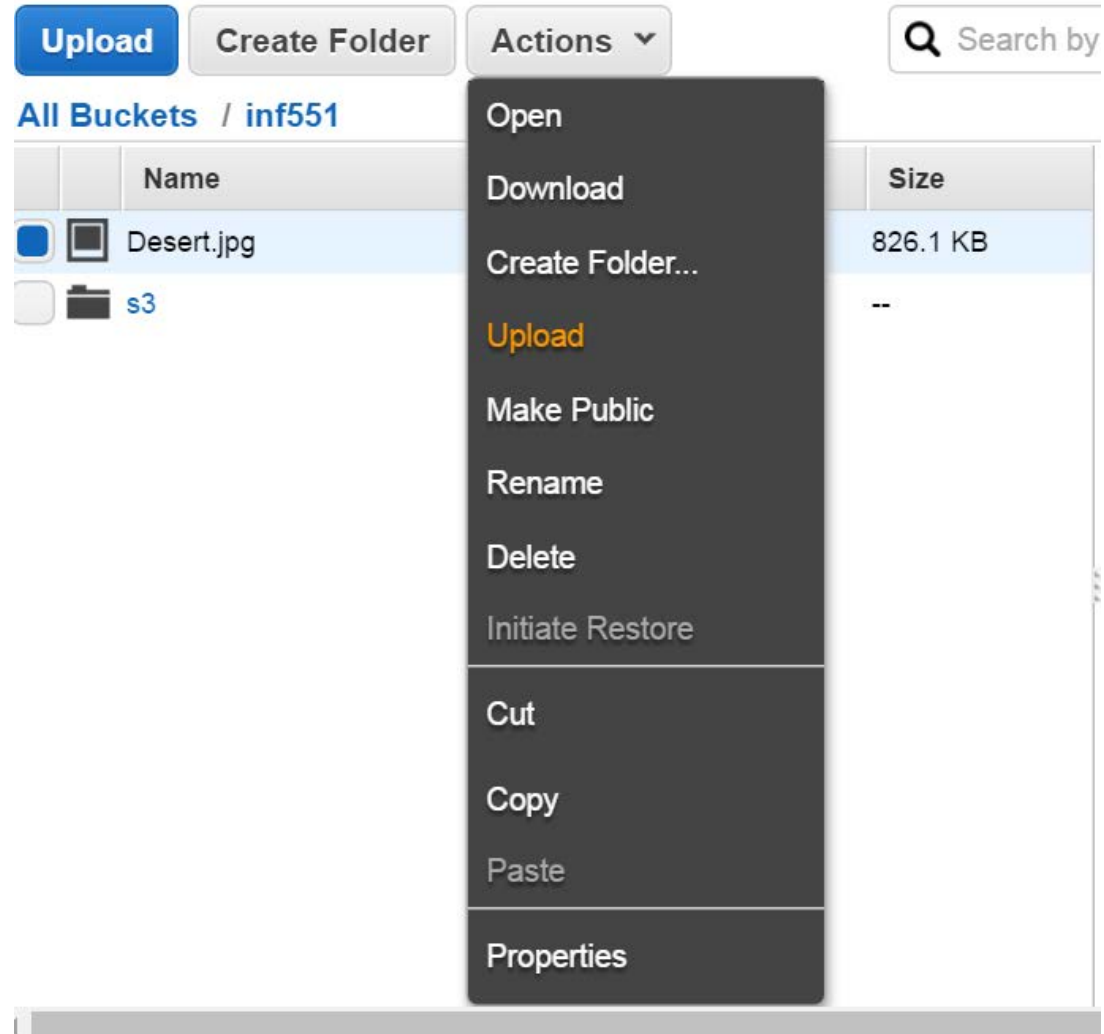 Upload Create Folder Actions Search by
All Buckets / inf551
Name Size
Desert.jpg 826.1 KB
s3 --
Open
Download
Create Folder...
Upload
Make Public
Rename
Delete
Initiate Restore
Cut
Copy
Paste
Properties